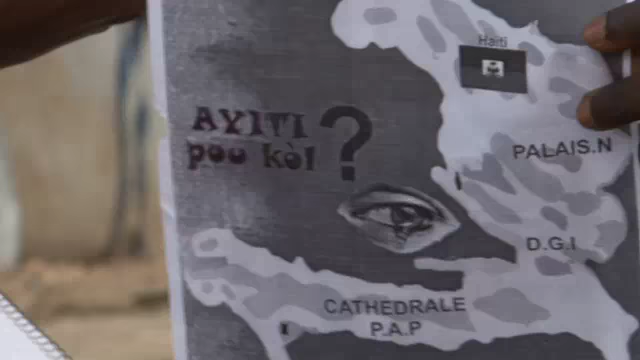 Haiti
AYITI
pou kòl ?
PALAIS.N
D.G.I
CATHEDRALE
P.A.P